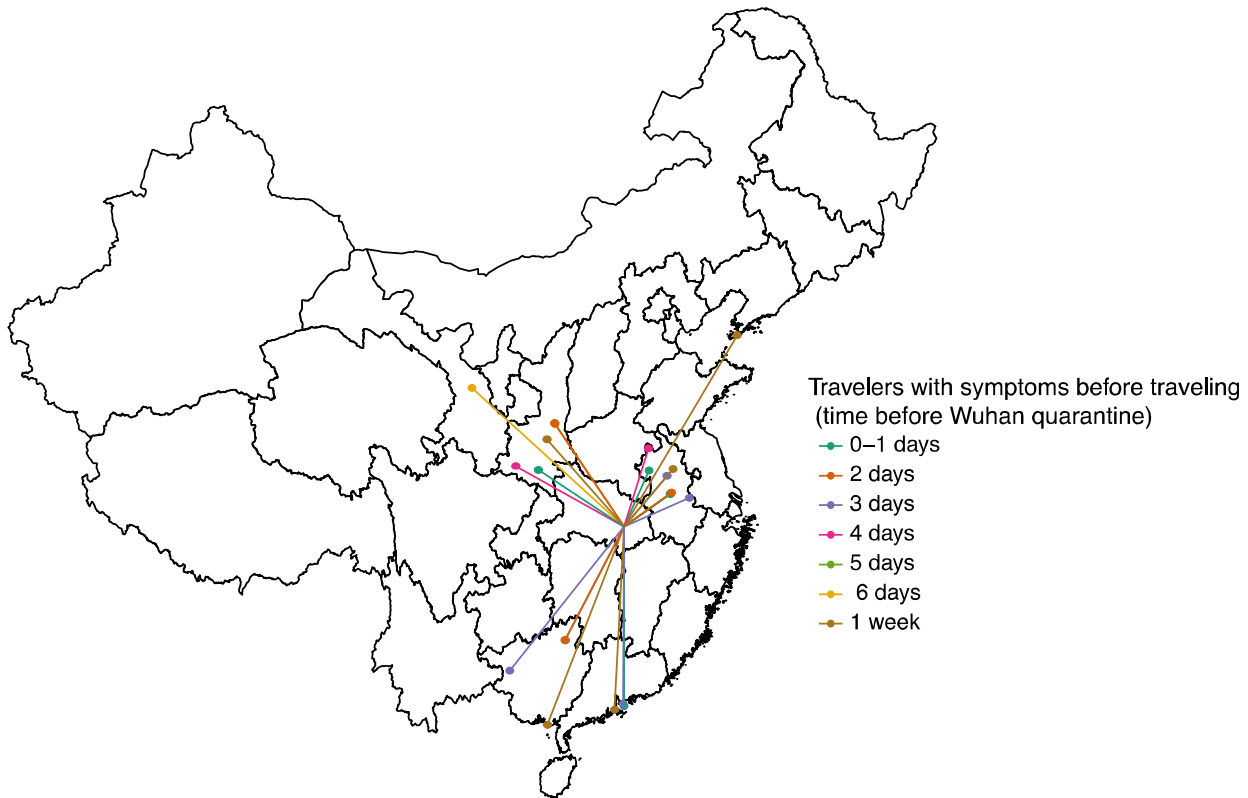 Travelers with symptoms before traveling
(time before Wuhan quarantine)
0–1 days
2 days
3 days
4 days
5 days
6 days
1 week